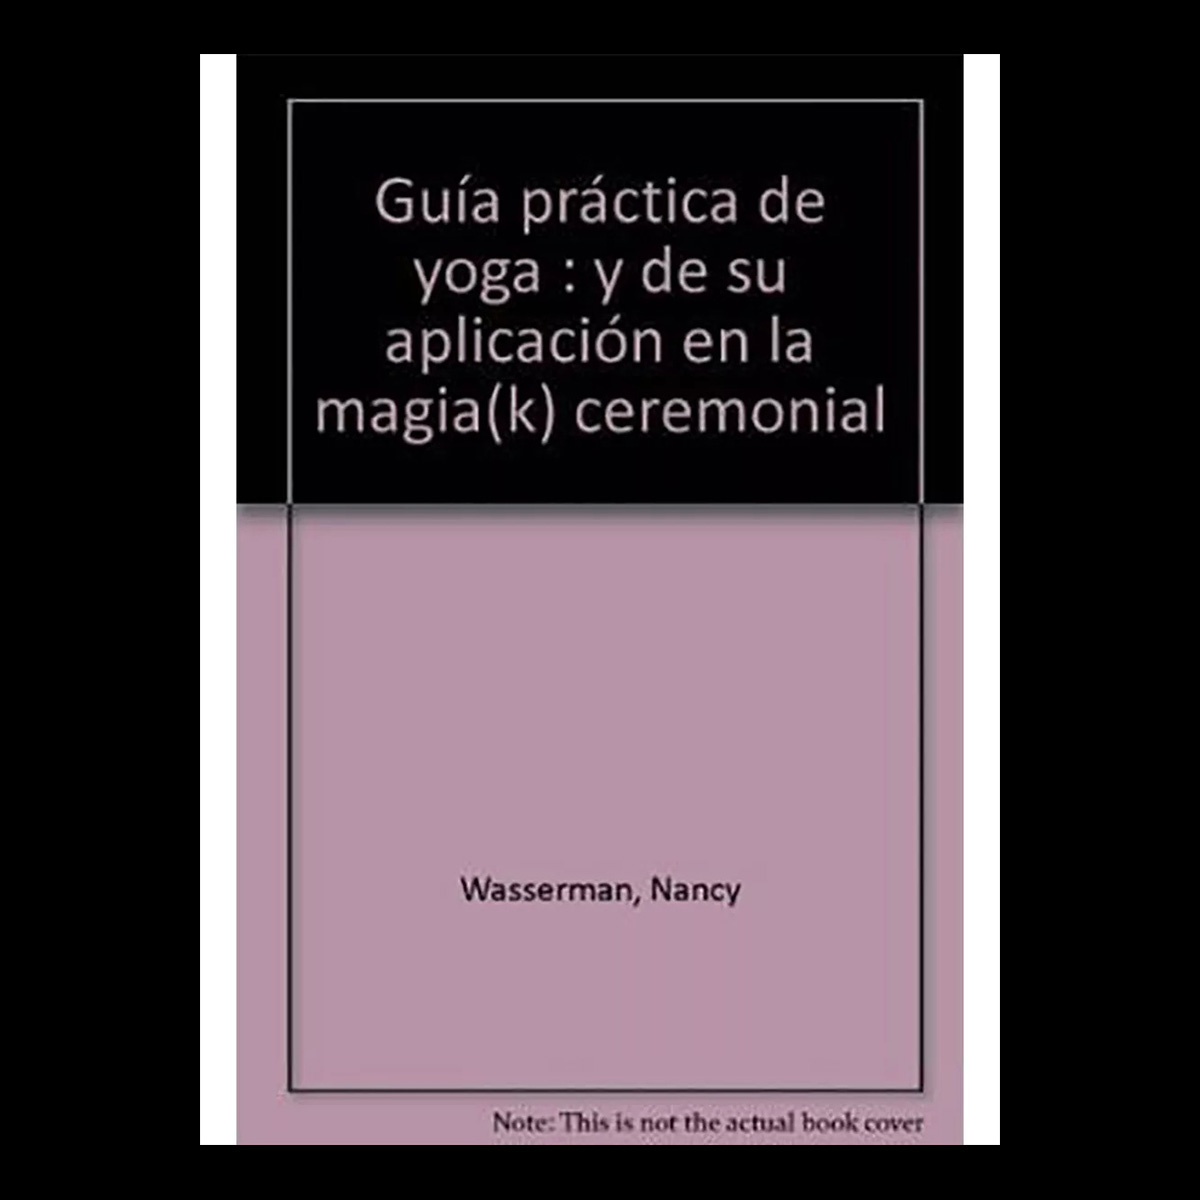 Guía práctica de
yoga : y de su
aplicación en la
magia(k) ceremonial
Wasserman, Nancy
Note: This is not the actual book cover